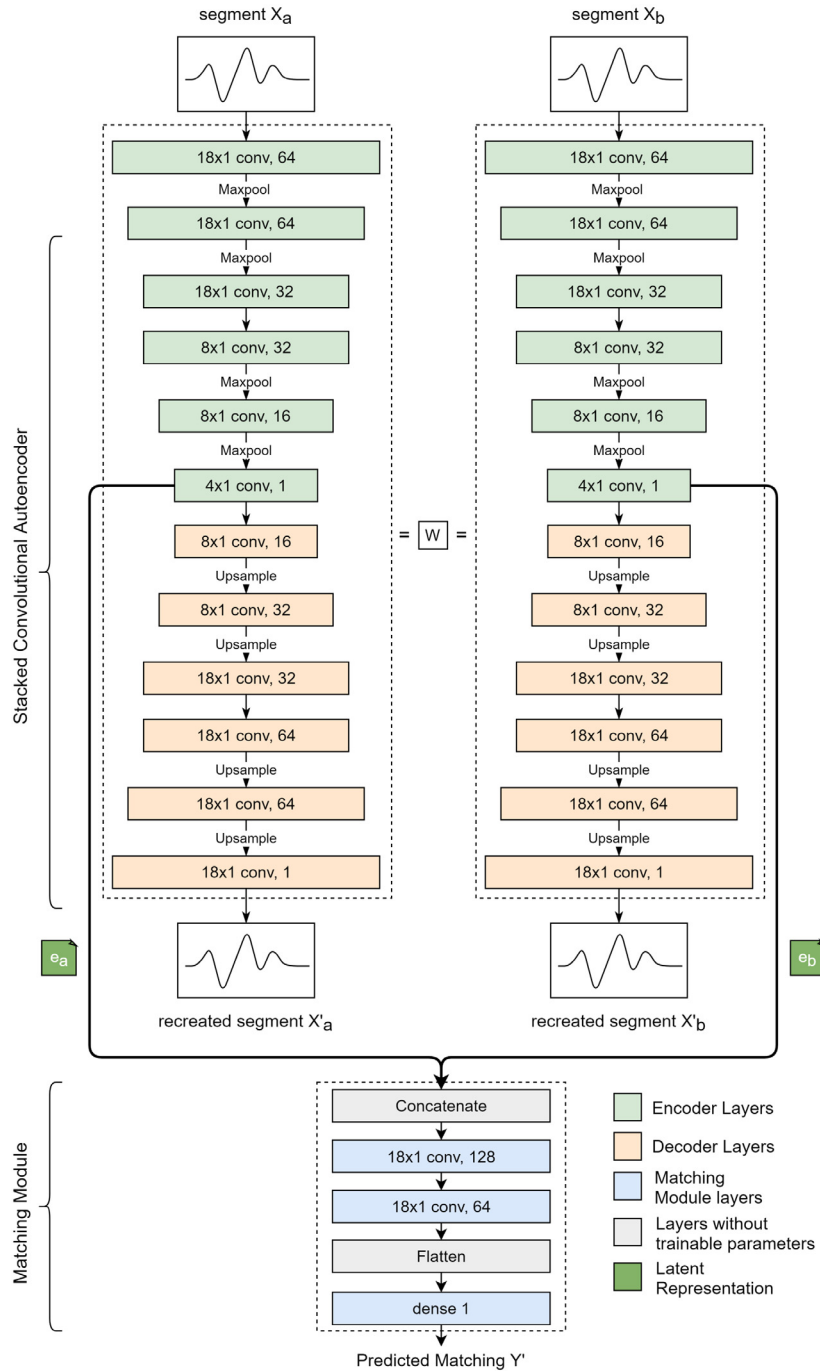 segment Xa
segment Xb
18x1 conv, 64
Maxpool
18x1 conv, 64
Maxpool
18x1 conv, 32
8x1 conv, 32
Maxpool
8x1 conv, 16
Maxpool
4x1 conv, 1
8x1 conv, 16
Upsample
8x1 conv, 32
Upsample
18x1 conv, 32
18x1 conv, 64
Upsample
18x1 conv, 64
Upsample
18x1 conv, 1
18x1 conv, 64
Maxpool
18x1 conv, 64
Maxpool
18x1 conv, 32
8x1 conv, 32
Maxpool
8x1 conv, 16
Maxpool
4x1 conv, 1
8x1 conv, 16
Upsample
8x1 conv, 32
Upsample
18x1 conv, 32
18x1 conv, 64
Upsample
18x1 conv, 64
Upsample
18x1 conv, 1
= W =
Stacked Convolutional Autoencoder
ea
eb
recreated segment X'a
recreated segment X'b
Matching Module
Concatenate
18x1 conv, 128
18x1 conv, 64
Flatten
dense 1
Predicted Matching Y'
Encoder Layers
Decoder Layers
Matching
Module layers
Layers without
trainable parameters
Latent
Representation